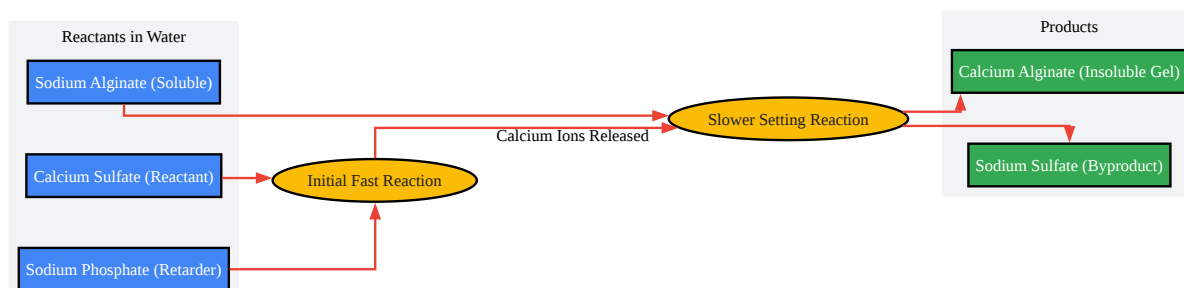 Reactants in Water
Sodium Alginate (Soluble)
Calcium Sulfate (Reactant)
Sodium Phosphate (Retarder)
Initial Fast Reaction
Calcium Ions Released
Slower Setting Reaction
Products
Calcium Alginate (Insoluble Gel)
Sodium Sulfate (Byproduct)